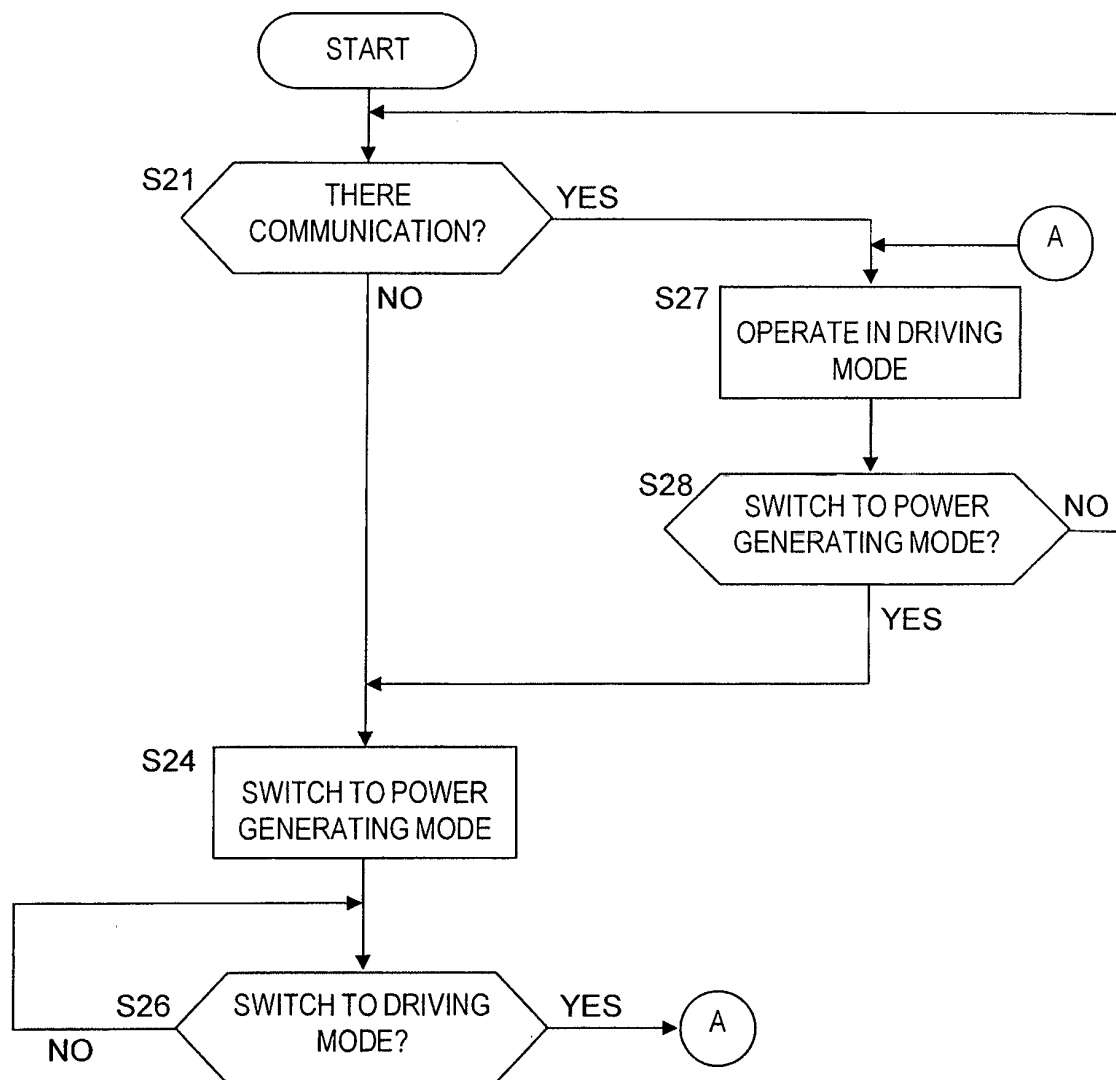 START
S21
THERE
COMMUNICATION?
YES
NO
A
S27
OPERATE IN DRIVING
MODE
S28
SWITCH TO POWER
GENERATING MODE?
NO
YES
S24
SWITCH TO POWER
GENERATING MODE
S26
SWITCH TO DRIVING
MODE?
YES
NO
A